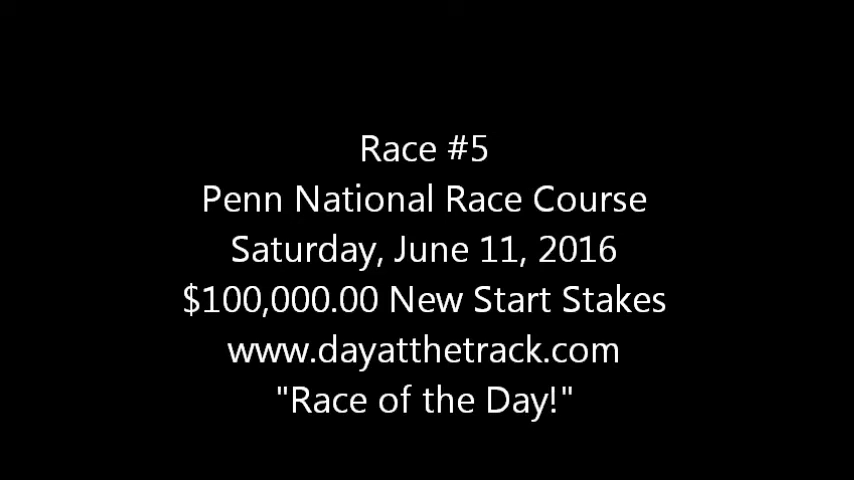 Race #5
Penn National Race Course
Saturday, June 11, 2016
$100,000.00 New Start Stakes
www.dayatthetrack.com
"Race of the Day!"